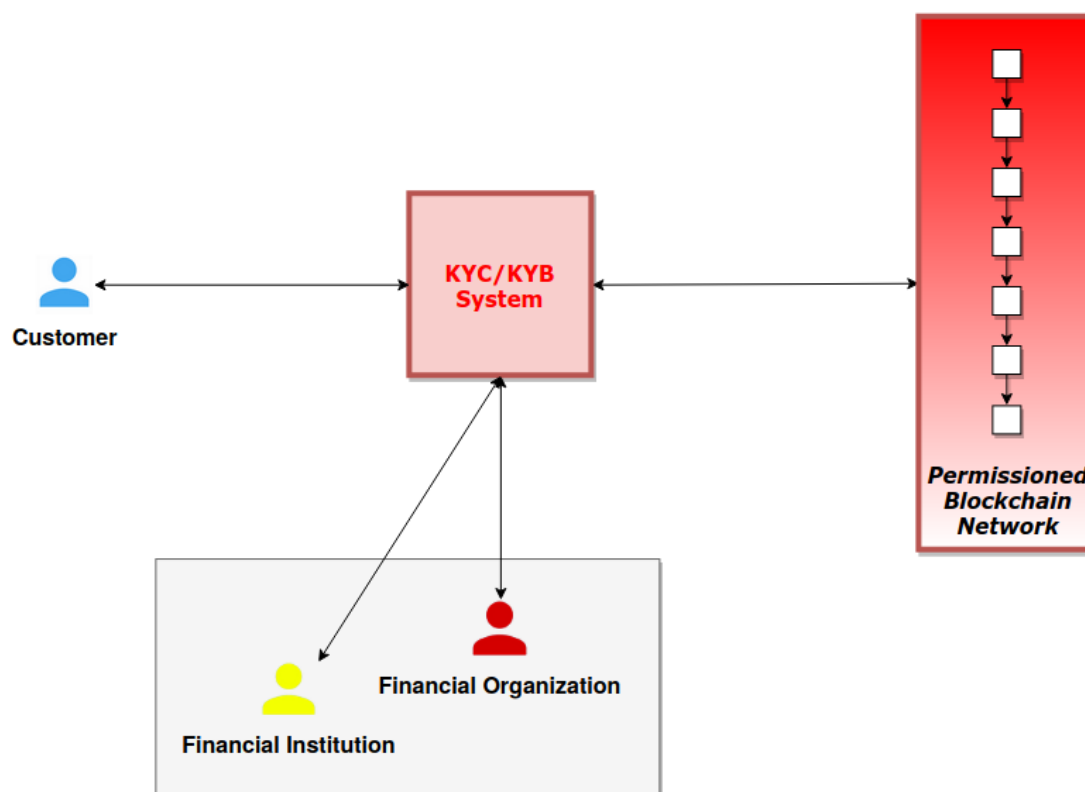 KYC/KYB
System
Customer
Permissioned
Blockchain
Network
Financial Organization
Financial Institution